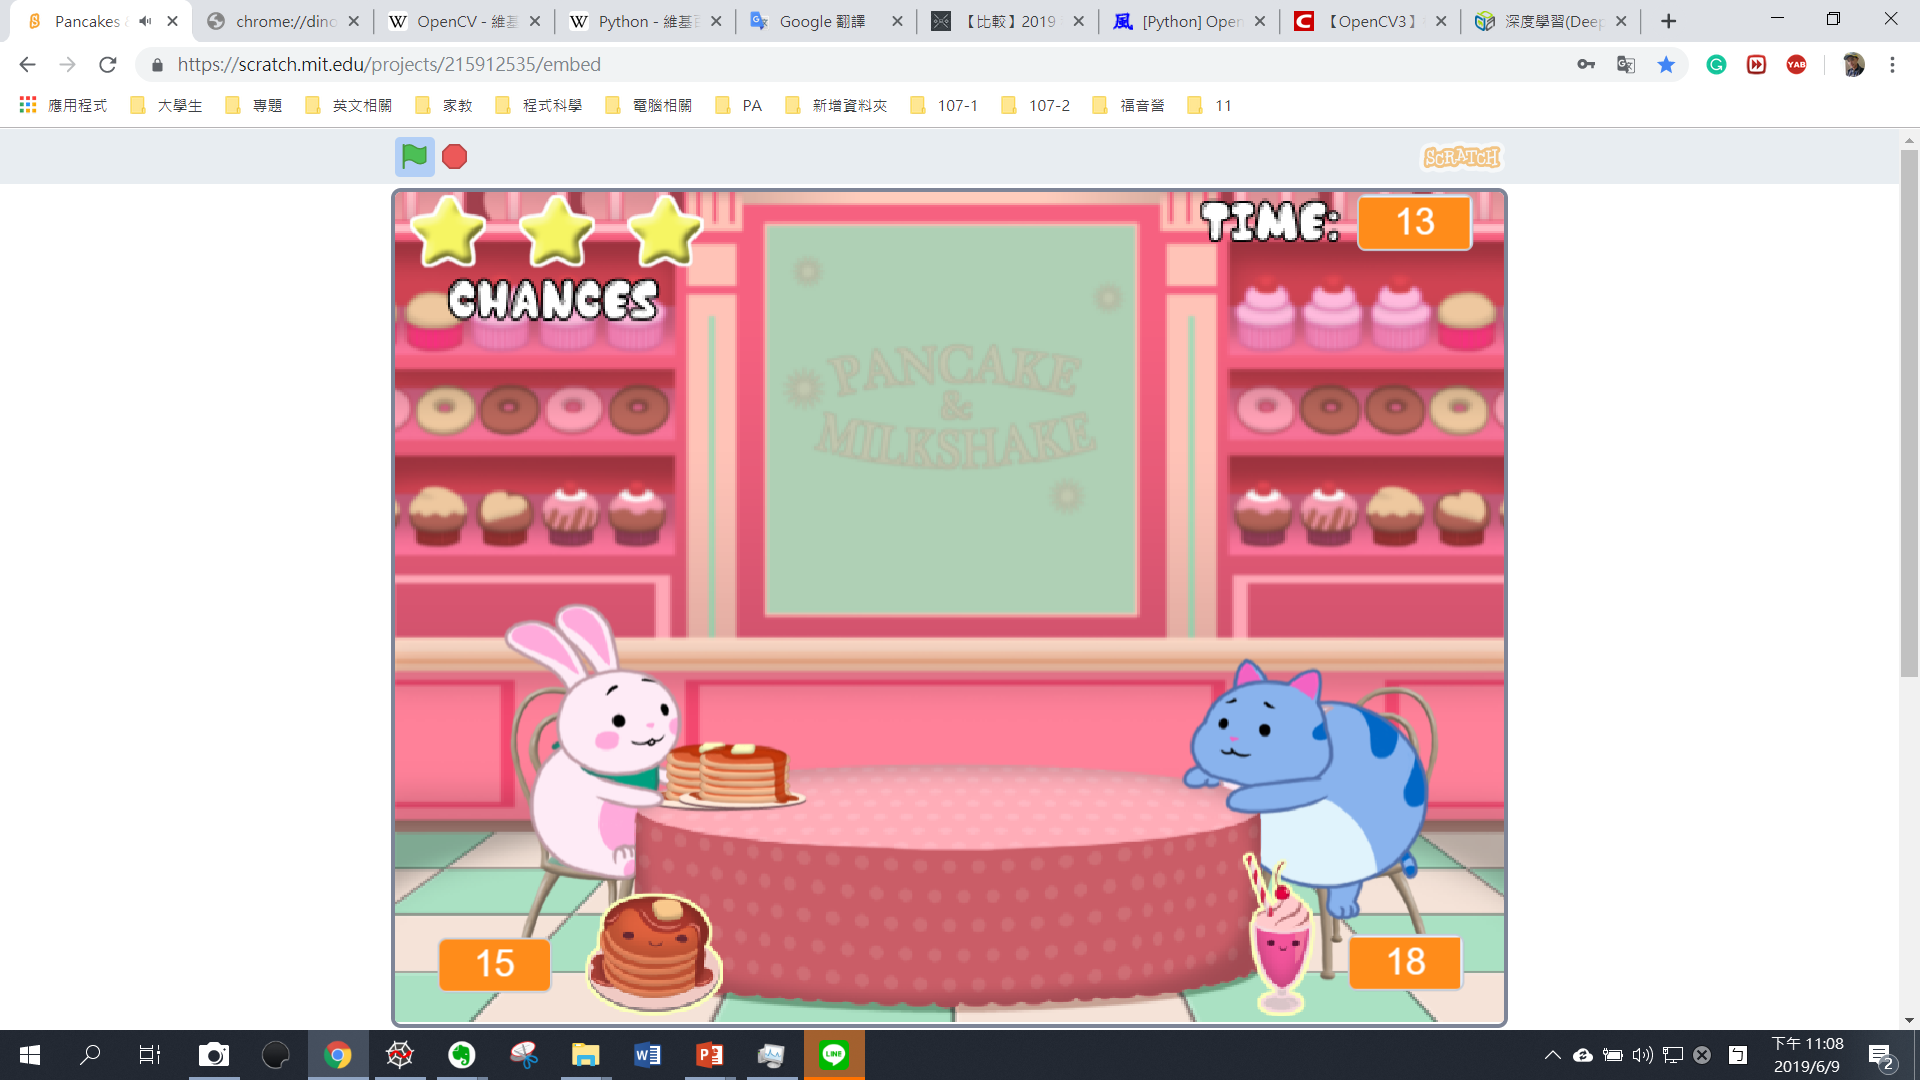 Pancakes &
chrome://dino
OpenCV - 維基
Python - 維基百
Google 翻譯
【比較】2019
[Python] Open
【OpenCV3】
深度學習(Deep
https://scratch.mit.edu/projects/215912535/embed
應用程式
大學生
專題
英文相關
家教
程式科學
電腦相關
PA
新增資料夾
107-1
107-2
福音營
11
SCRATCH
TIME:
13
CHANCES
PANCAKE
&
MILKSHAKE
15
18
下午 11:08
2019/6/9
2
LINE
YAB